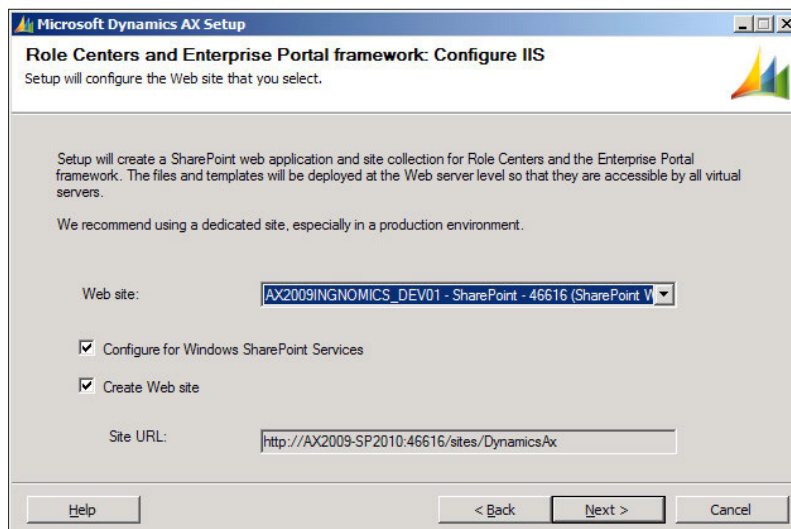 Microsoft Dynamics AX Setup
Role Centers and Enterprise Portal framework: Configure IIS
Setup will configure the Web site that you select.
Setup will create a SharePoint web application and site collection for Role Centers and the Enterprise Portal
framework. The files and templates will be deployed at the Web server level so that they are accessible by all virtual
servers.
We recommend using a dedicated site, especially in a production environment.
Web site: AX2009INGNOMICS_DEV01 - SharePoint - 46616 (SharePoint W
Configure for Windows SharePoint Services
Create Web site
Site URL: http://AX2009-SP2010:46616/sites/DynamicsAx
Help < Back Next > Cancel